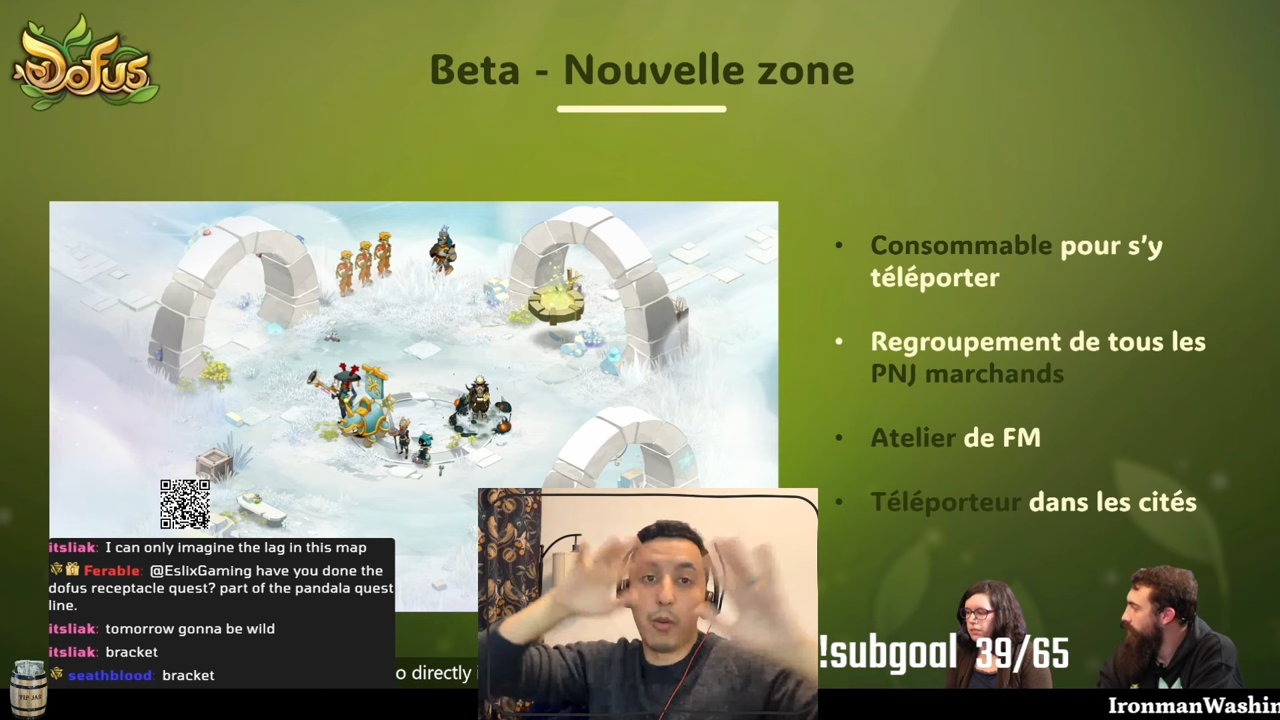 Dofus
Beta - Nouvelle zone
• Consommable pour s'y
téléporter
• Regroupement de tous les
PNJ marchands
• Atelier de FM
• Téléporteur dans les cités
itsliak: I can only imagine the lag in this map
Ferable: @EslixGaming have you done the
dofus receptacle quest? part of the pandala quest
line.
itsliak: tomorrow gonna be wild
itsliak: bracket
seathblood: bracket
TIP JAR
o directly i
!subgoal 39/65
IronmanWashin